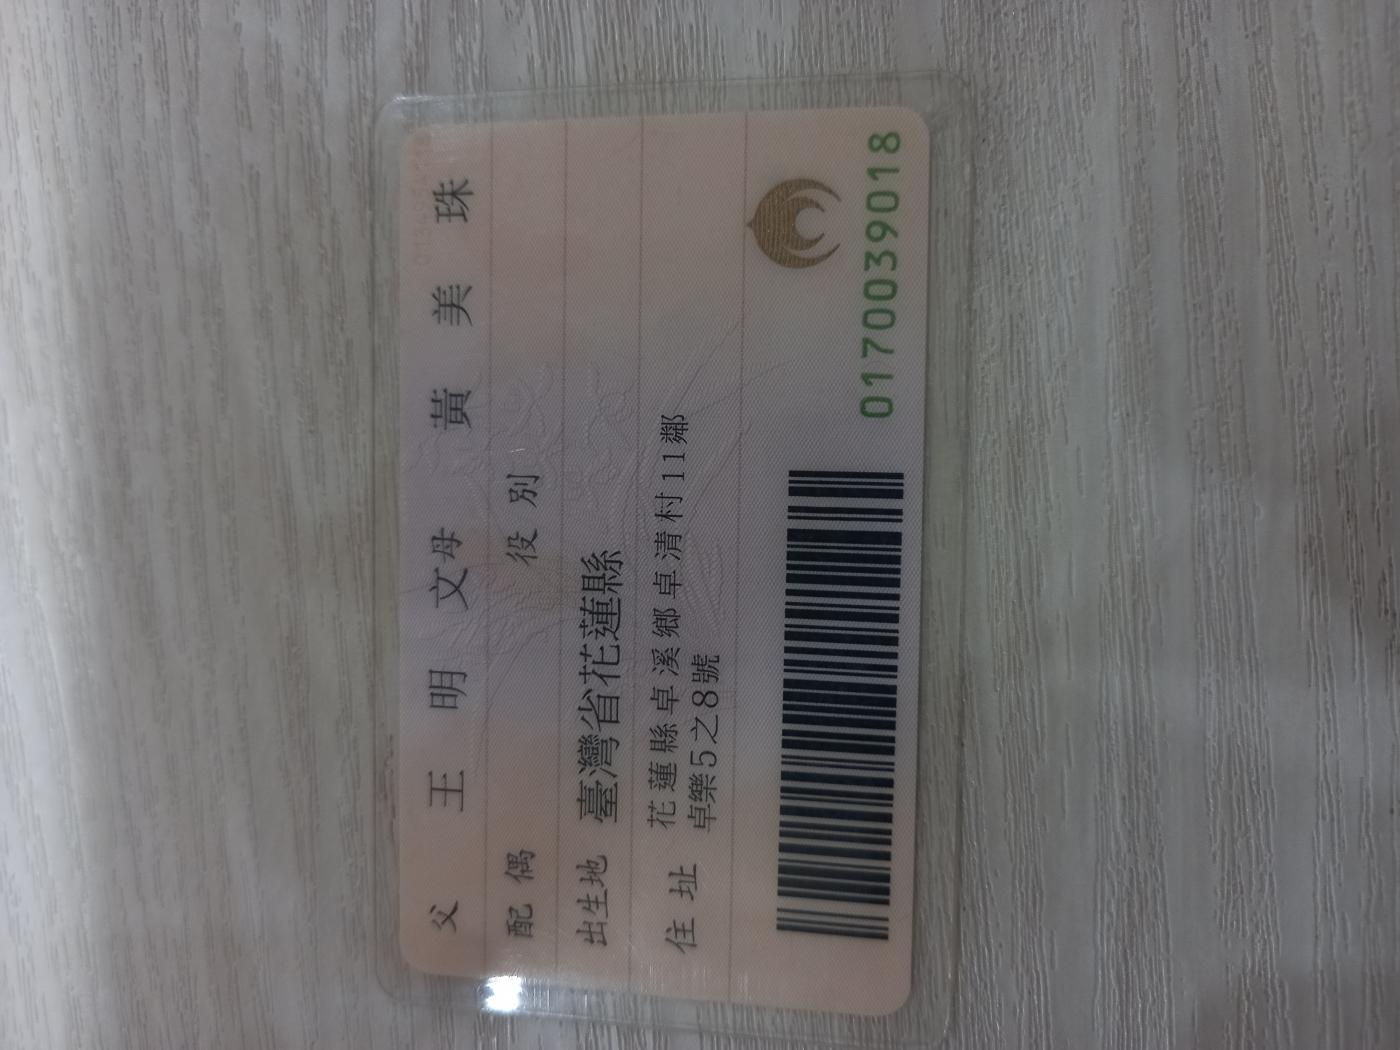 父 王 明 文 母 黃 美 珠
配偶 役別
出生地 臺灣省花蓮縣
住址 花蓮縣卓溪鄉卓清村11鄰
卓樂5之8號
0170039018